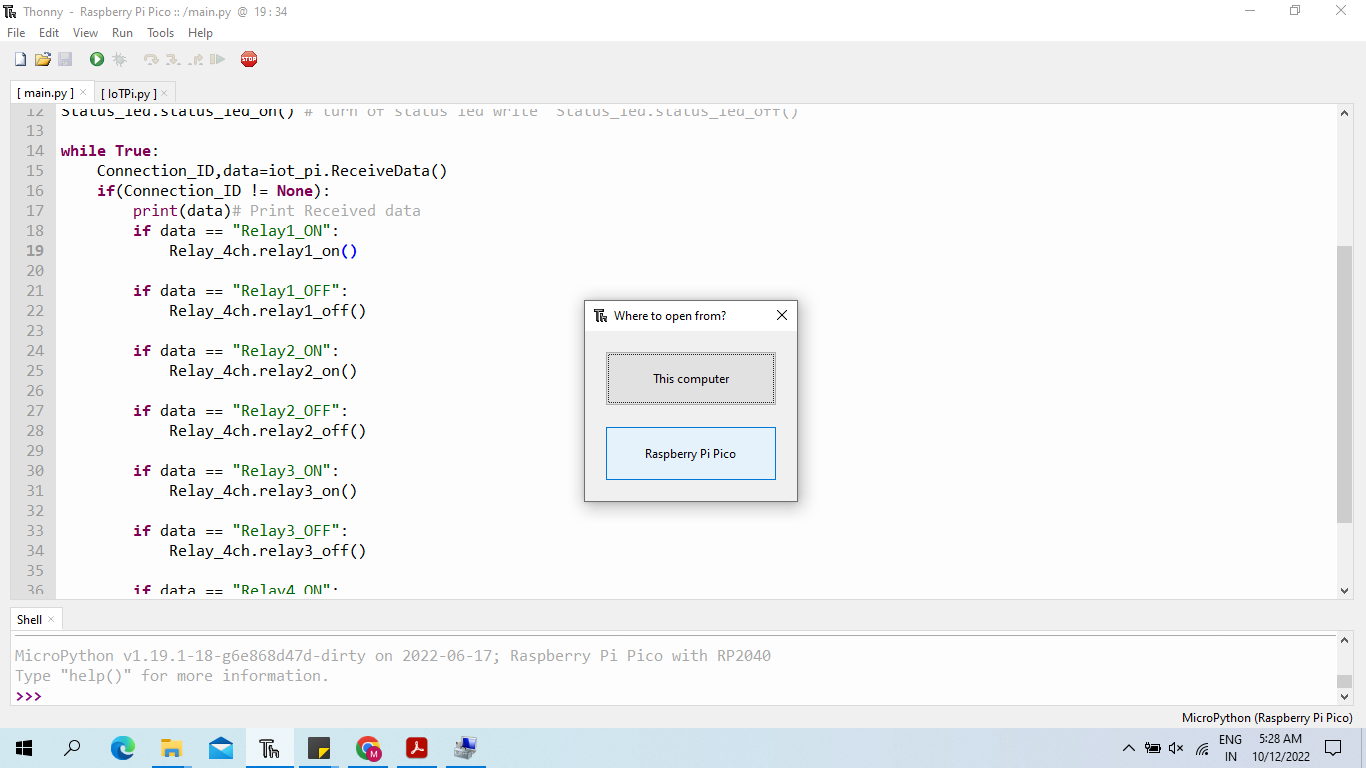 Thonny - Raspberry Pi Pico :: /main.py @ 19 : 34
File Edit View Run Tools Help
STOP
[ main.py ] × [ IoTPi.py ] ×
12 Status_led.status_led_on() # turn of status led write Status_led.status_led_off()
13
14 while True:
15 Connection_ID,data=iot_pi.ReceiveData()
16 if(Connection_ID != None):
17 print(data)# Print Received data
18 if data == "Relay1_ON":
19 Relay_4ch.relay1_on()
20
21 if data == "Relay1_OFF":
22 Relay_4ch.relay1_off()
23
24 if data == "Relay2_ON":
25 Relay_4ch.relay2_on()
26
27 if data == "Relay2_OFF":
28 Relay_4ch.relay2_off()
29
30 if data == "Relay3_ON":
31 Relay_4ch.relay3_on()
32
33 if data == "Relay3_OFF":
34 Relay_4ch.relay3_off()
35
36 if data == "Relay4_ON":
Where to open from?
This computer
Raspberry Pi Pico
Shell ×
MicroPython v1.19.1-18-g6e868d47d-dirty on 2022-06-17; Raspberry Pi Pico with RP2040
Type "help()" for more information.
>>>
MicroPython (Raspberry Pi Pico)
ENG
IN
5:28 AM
10/12/2022